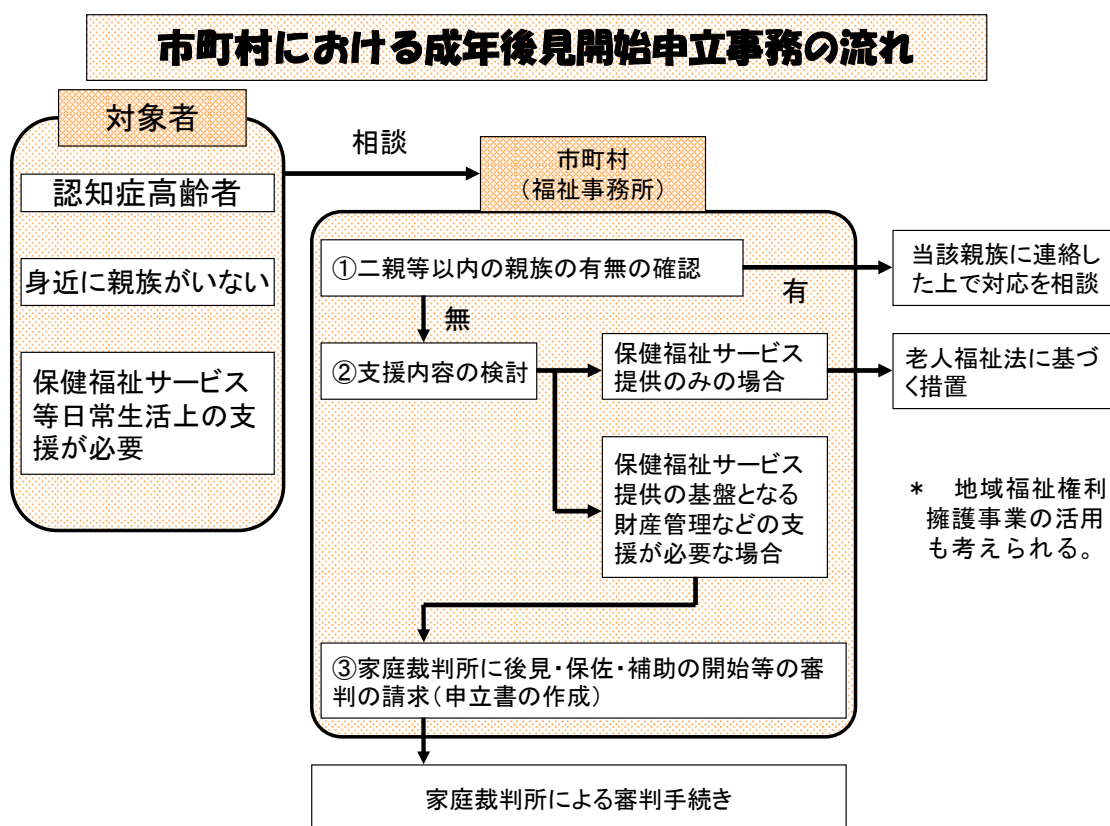 市町村における成年後見開始申立事務の流れ
対象者
認知症高齢者
身近に親族がいない
保健福祉サービス
等日常生活上の支
援が必要
相談
市町村
（福祉事務所）
①二親等以内の親族の有無の確認
有
当該親族に連絡し
た上で対応を相談
無
②支援内容の検討
保健福祉サービス
提供のみの場合
老人福祉法に基づ
く措置
保健福祉サービス
提供の基盤となる
財産管理などの支
援が必要な場合
*　地域福祉権利
擁護事業の活用
も考えられる。
③家庭裁判所に後見・保佐・補助の開始等の審
判の請求（申立書の作成）
家庭裁判所による審判手続き